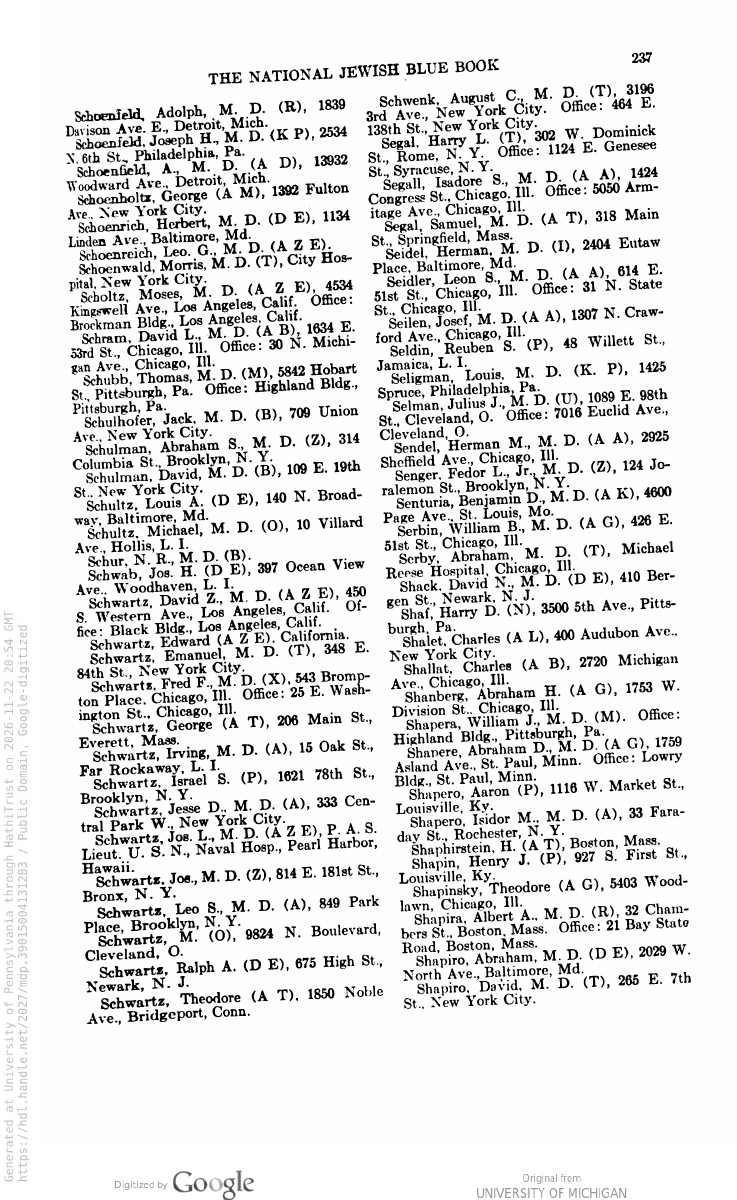 THE NATIONAL JEWISH BLUE BOOK 237
Schoenfeld, Adolph, M. D. (R), 1839
Davison Ave. E., Detroit, Mich.
Schoenfeld, Joseph H., M. D. (K P), 2534
N. 6th St., Philadelphia, Pa.
Schoenfield, A., M. D. (A D), 13932
Woodward Ave., Detroit, Mich.
Schoenholtz, George (A M), 1392 Fulton
Ave., New York City.
Schoenrich, Herbert, M. D. (D E), 1134
Linden Ave., Baltimore, Md.
Schoenreich, Leo. G., M. D. (A Z E).
Schoenwald, Morris, M. D. (T), City Hos-
pital, New York City.
Scholtz, Moses, M. D. (A Z E), 4534
Kingswell Ave., Los Angeles, Calif. Office:
Brockman Bldg., Los Angeles, Calif.
Schram, David L., M. D. (A B), 1634 E.
53rd St., Chicago, Ill. Office: 30 N. Michi-
gan Ave., Chicago, Ill.
Schubb, Thomas, M. D. (M), 5842 Hobart
St., Pittsburgh, Pa. Office: Highland Bldg.,
Pittsburgh, Pa.
Schulhofer, Jack, M. D. (B), 709 Union
Ave., New York City.
Schulman, Abraham S., M. D. (Z), 314
Columbia St., Brooklyn, N. Y.
Schulman, David, M. D. (B), 109 E. 19th
St., New York City.
Schultz, Louis A. (D E), 140 N. Broad-
way, Baltimore, Md.
Schultz, Michael, M. D. (O), 10 Villard
Ave., Hollis, L. I.
Schur, N. R., M. D. (B).
Schwab, Jos. H. (D E), 397 Ocean View
Ave., Woodhaven, L. I.
Schwartz, David Z., M. D. (A Z E), 450
S. Western Ave., Los Angeles, Calif. Of-
fice: Black Bldg., Los Angeles, Calif.
Schwartz, Edward (A Z E). California.
Schwartz, Emanuel, M. D. (T), 348 E.
84th St., New York City.
Schwartz, Fred F., M. D. (X), 543 Bromp-
ton Place, Chicago, Ill. Office: 25 E. Wash-
ington St., Chicago, Ill.
Schwartz, George (A T), 206 Main St.,
Everett, Mass.
Schwartz, Irving, M. D. (A), 15 Oak St.,
Far Rockaway, L. I.
Schwartz, Israel S. (P), 1621 78th St.,
Brooklyn, N. Y.
Schwartz, Jesse D., M. D. (A), 333 Cen-
tral Park W., New York City.
Schwartz, Jos. L., M. D. (A Z E), P. A. S.
Lieut. U. S. N., Naval Hosp., Pearl Harbor,
Hawaii.
Schwartz, Jos., M. D. (Z), 814 E. 181st St.,
Bronx, N. Y.
Schwartz, Leo S., M. D. (A), 849 Park
Place, Brooklyn, N. Y.
Schwartz, M. (O), 9824 N. Boulevard,
Cleveland, O.
Schwartz, Ralph A. (D E), 675 High St.,
Newark, N. J.
Schwartz, Theodore (A T), 1850 Noble
Ave., Bridgeport, Conn.
Schwenk, August C., M. D. (T), 3196
3rd Ave., New York City. Office: 464 E.
138th St., New York City.
Segal, Harry L. (T), 302 W. Dominick
St., Rome, N. Y. Office: 1124 E. Genesee
St., Syracuse, N. Y.
Segall, Isadore S., M. D. (A A), 1424
Congress St., Chicago, Ill. Office: 5050 Arm-
itage Ave., Chicago, Ill.
Segal, Samuel, M. D. (A T), 318 Main
St., Springfield, Mass.
Seidel, Herman, M. D. (I), 2404 Eutaw
Place, Baltimore, Md.
Seidler, Leon S., M. D. (A A), 614 E.
51st St., Chicago, Ill. Office: 31 N. State
St., Chicago, Ill.
Seilen, Josef, M. D. (A A), 1307 N. Craw-
ford Ave., Chicago, Ill.
Seldin, Reuben S. (P), 48 Willett St.,
Jamaica, L. I.
Seligman, Louis, M. D. (K. P), 1425
Spruce, Philadelphia, Pa.
Selman, Julius J., M. D. (U), 1089 E. 98th
St., Cleveland, O. Office: 7016 Euclid Ave.,
Cleveland, O.
Sendel, Herman M., M. D. (A A), 2925
Sheffield Ave., Chicago, Ill.
Senger, Fedor L., Jr., M. D. (Z), 124 Jo-
ralemon St., Brooklyn, N. Y.
Senturia, Benjamin D., M. D. (A K), 4600
Page Ave., St. Louis, Mo.
Serbin, William B., M. D. (A G), 426 E.
51st St., Chicago, Ill.
Serby, Abraham, M. D. (T), Michael
Reese Hospital, Chicago, Ill.
Shack, David N., M. D. (D E), 410 Ber-
gen St., Newark, N. J.
Shaf, Harry D. (N), 3500 5th Ave., Pitts-
burgh, Pa.
Shalet, Charles (A L), 400 Audubon Ave.,
New York City.
Shallat, Charles (A B), 2720 Michigan
Ave., Chicago, Ill.
Shanberg, Abraham H. (A G), 1753 W.
Division St., Chicago, Ill.
Shapera, William J., M. D. (M). Office:
Highland Bldg., Pittsburgh, Pa.
Shapere, Abraham D., M. D. (A G), 1759
Asland Ave., St. Paul, Minn. Office: Lowry
Bldg., St. Paul, Minn.
Shapero, Aaron (P), 1116 W. Market St.,
Louisville, Ky.
Shapero, Isidor M., M. D. (A), 33 Fara-
day St., Rochester, N. Y.
Shaphirstein, H. (A T), Boston, Mass.
Shapin, Henry J. (P), 927 S. First St.,
Louisville, Ky.
Shapinsky, Theodore (A G), 5403 Wood-
lawn, Chicago, Ill.
Shapira, Albert A., M. D. (R), 32 Cham-
bers St., Boston, Mass. Office: 21 Bay State
Road, Boston, Mass.
Shapiro, Abraham, M. D. (D E), 2029 W.
North Ave., Baltimore, Md.
Shapiro, David, M. D. (T), 265 E. 7th
St., New York City.
Generated at University of Pennsylvania through HathiTrust on 2026-11-22 20:54 GMT
https://hdl.handle.net/2027/mdp.39015004131283 / Public Domain, Google-digitized
Digitized by Google
Original from
UNIVERSITY OF MICHIGAN